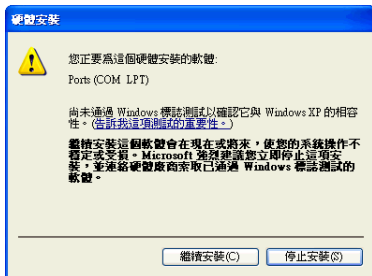 硬體安裝
您正要為這個硬體安裝的軟體:
Ports (COM LPT)
尚未通過 Windows 標誌測試以確認它與 Windows XP 的相容
性。(告訴我這項測試的重要性。)
繼續安裝這個軟體會在現在或將來,使您的系統操作不
穩定或受損。Microsoft 強烈建議您立即停止這項安
裝,並連絡硬體廠商索取已通過 Windows 標誌測試的
軟體。
繼續安裝(C)
停止安裝(S)